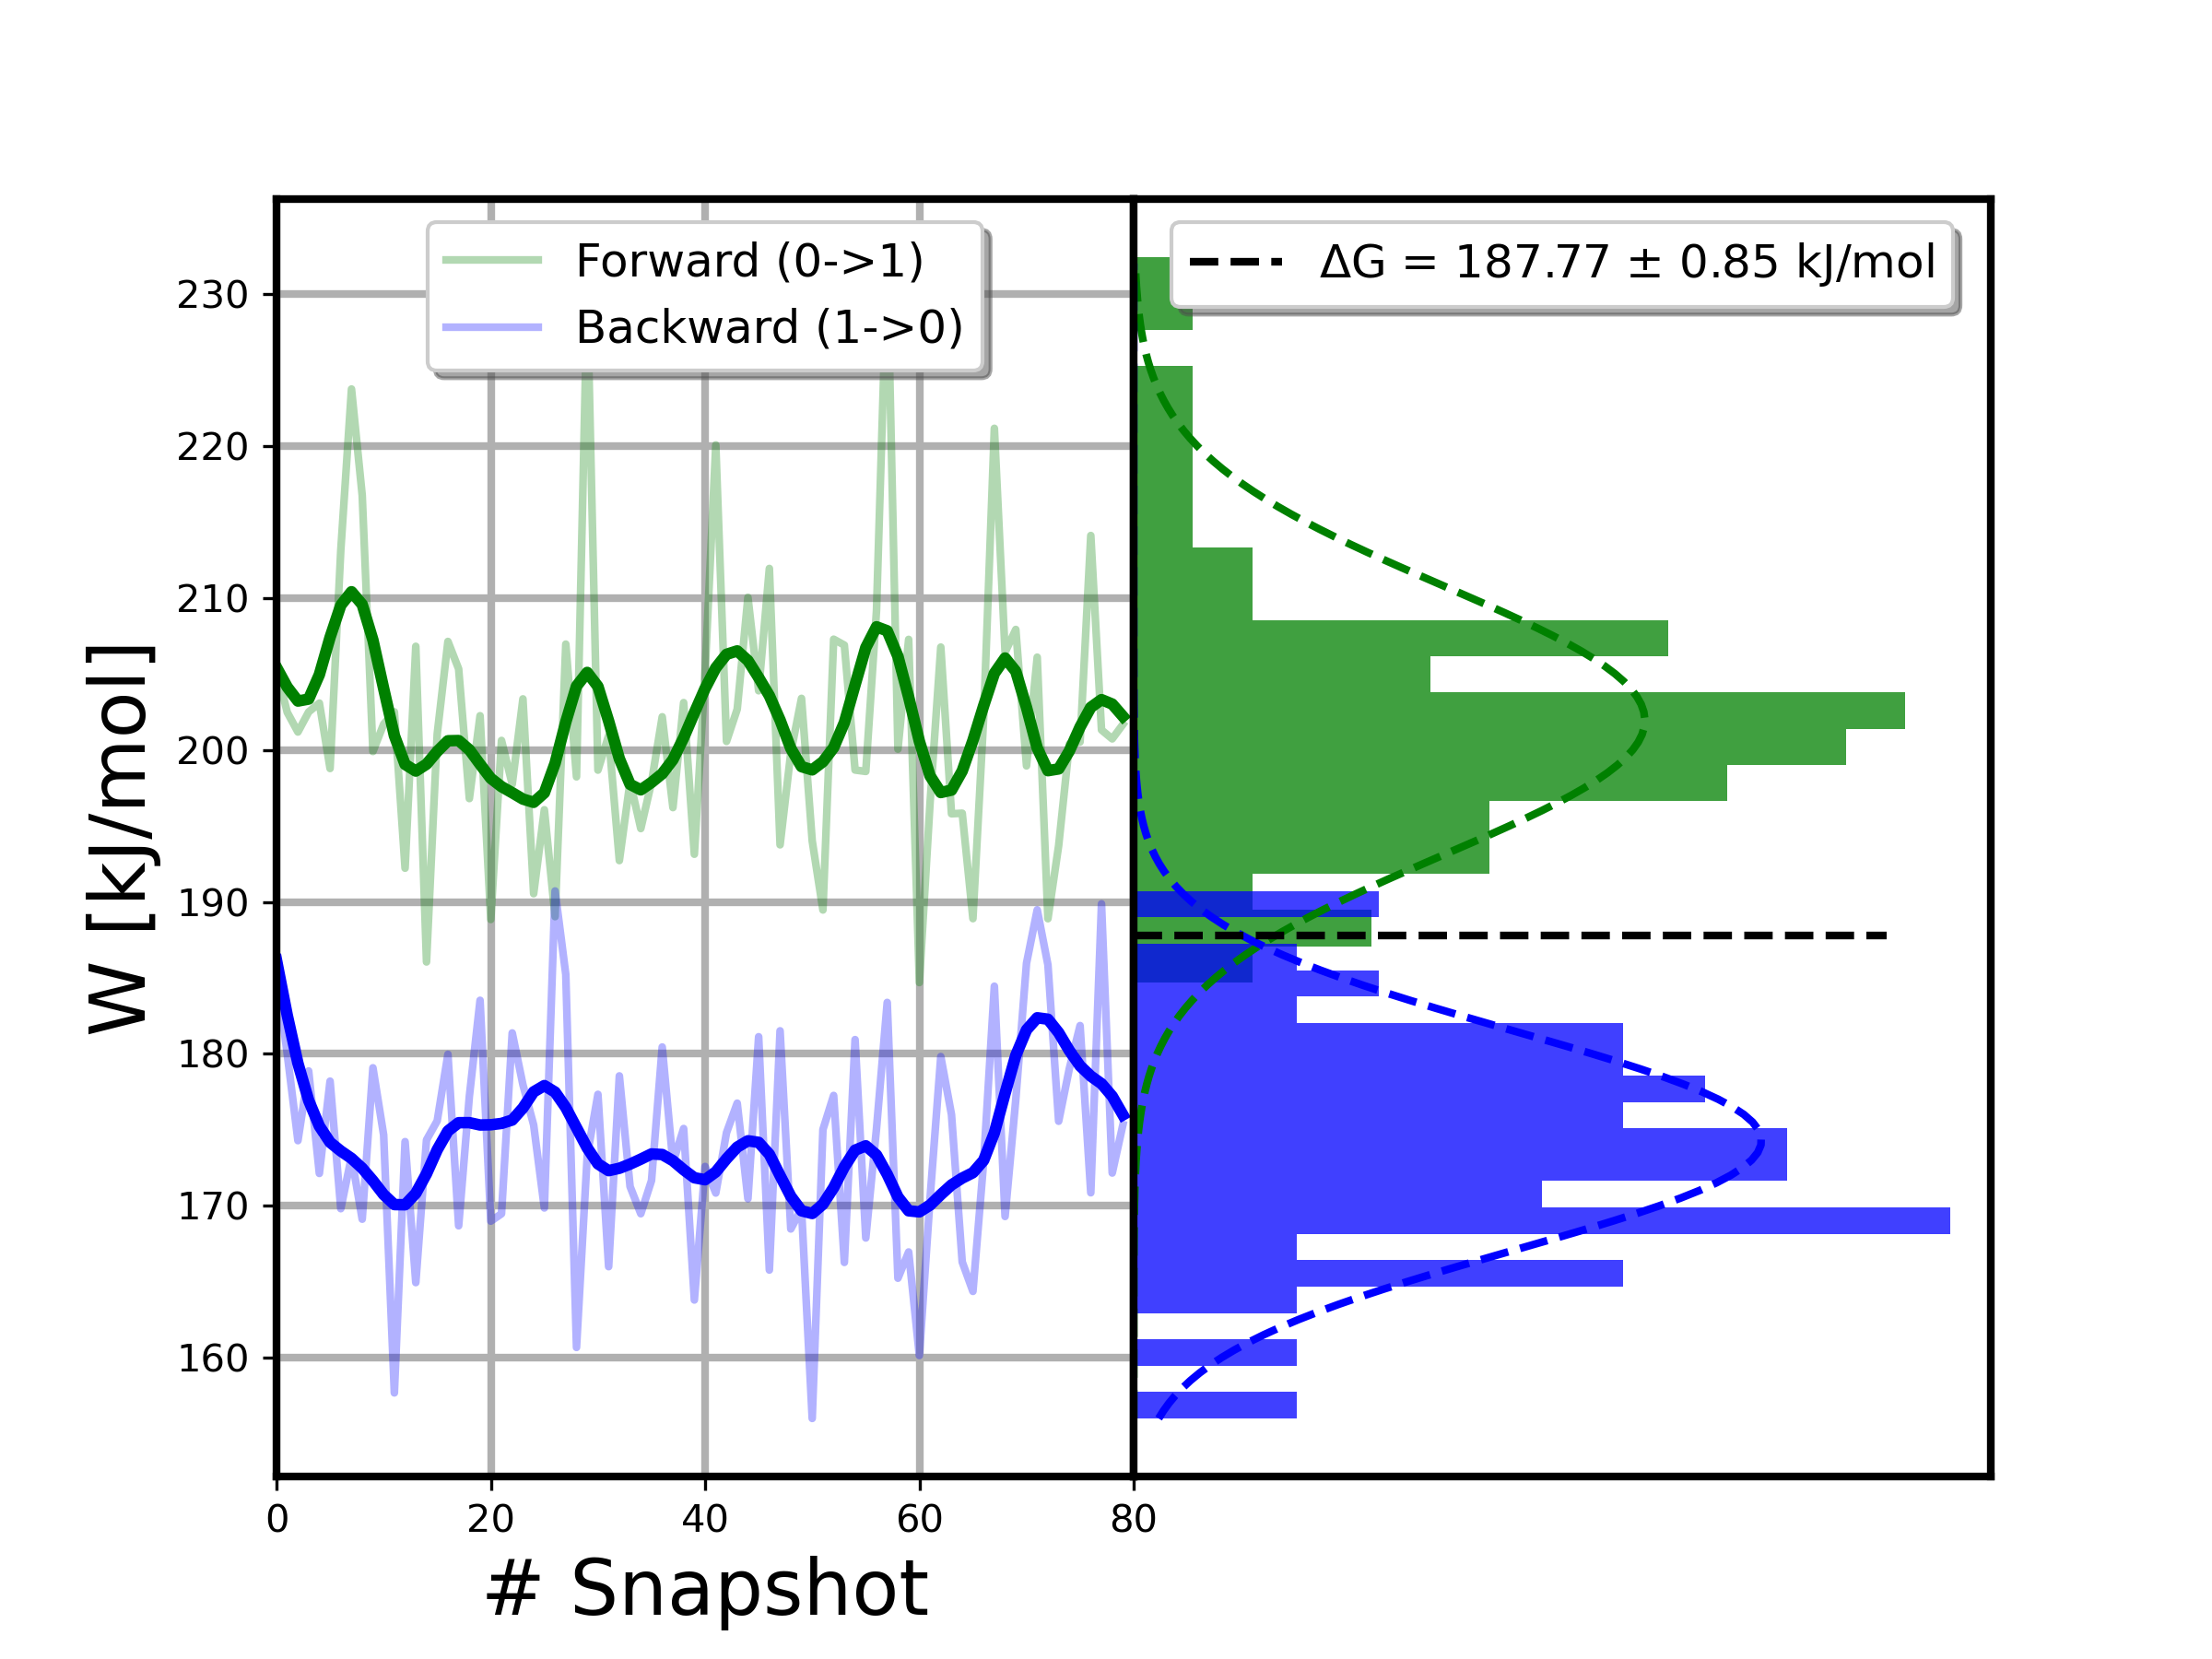 Forward (0->1)
Backward (1->0)
ΔG = 187.77 ± 0.85 kJ/mol
230
220
210
200
190
180
170
160
W [kJ/mol]
0 20 40 60 80
# Snapshot